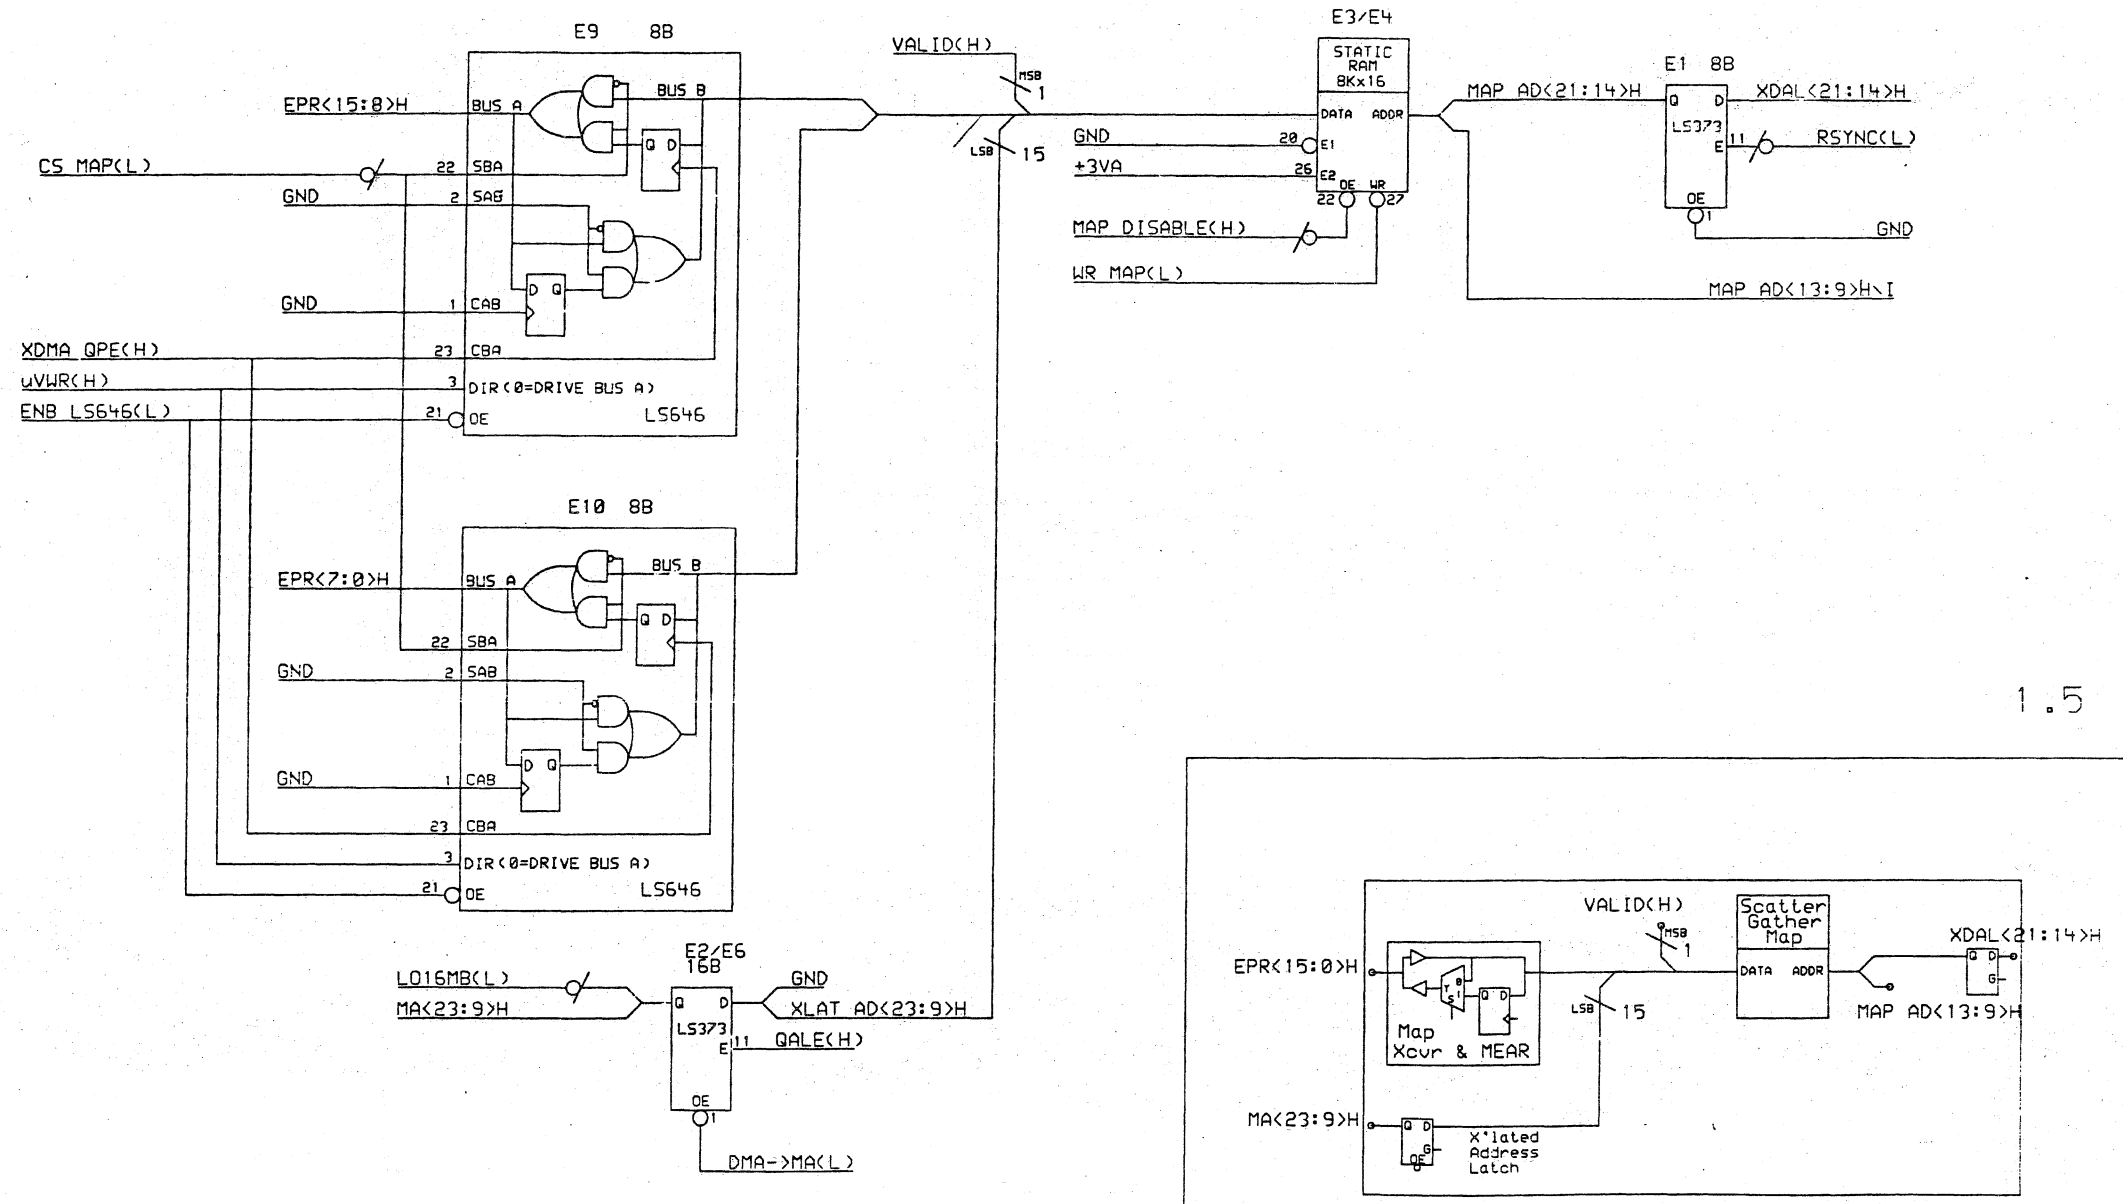 E9 8B
EPR<15:8>H
BUS A
BUS B
Q D
CS MAP(L)
22 SBA
GND
2 SAB
D Q
GND
1 CAB
XDMA QPE(H)
23 CBA
uVWR(H)
3 DIR(0=DRIVE BUS A)
ENB LS646(L)
21 OE
LS646
E10 8B
EPR<7:0>H
BUS A
BUS B
Q D
22 SBA
GND
2 SAB
D Q
GND
1 CAB
23 CBA
3 DIR(0=DRIVE BUS A)
21 OE
LS646
E2/E6
16B
LO16MB(L)
MA<23:9>H
Q D
LS373
E 11
OE
1
GND
XLAT AD<23:9>H
QALE(H)
DMA->MA(L)
VALID(H)
MSB
1
LSB
15
E3/E4
STATIC
RAM
8Kx16
DATA ADDR
GND
20 E1
+3VA
26 E2
OE WR
22 27
MAP DISABLE(H)
WR MAP(L)
MAP AD<21:14>H
E1 8B
Q D
LS373
E 11
OE
1
XDAL<21:14>H
RSYNC(L)
GND
MAP AD<13:9>H\I
1.5
VALID(H)
MSB
1
Scatter
Gather
Map
DATA ADDR
XDAL<21:14>H
Q D
G
MAP AD<13:9>H
EPR<15:0>H
Y 0
S 1
Q D
Map
Xcvr & MEAR
LSB
15
MA<23:9>H
Q D
G
OE
X'lated
Address
Latch